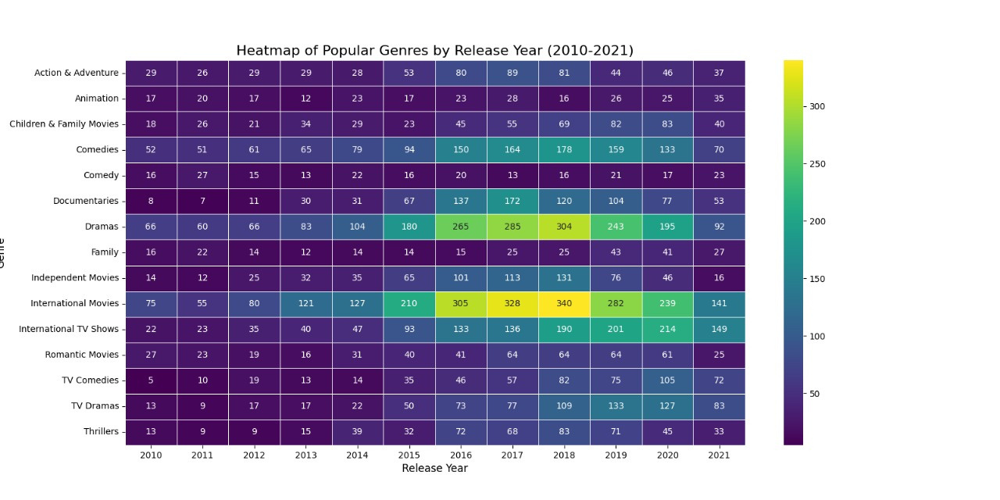 Heatmap of Popular Genres by Release Year (2010-2021)
Action & Adventure 29 26 29 29 28 53 80 89 81 44 46 37
Animation 17 20 17 12 23 17 23 28 16 26 25 35
Children & Family Movies 18 26 21 34 29 23 45 55 69 82 83 40
Comedies 52 51 61 65 79 94 150 164 178 159 133 70
Comedy 16 27 15 13 22 16 20 13 16 21 17 23
Documentaries 8 7 11 30 31 67 137 172 120 104 77 53
Dramas 66 60 66 83 104 180 265 285 304 243 195 92
Family 16 22 14 12 14 14 15 25 25 43 41 27
Independent Movies 14 12 25 32 35 65 101 113 131 76 46 16
International Movies 75 55 80 121 127 210 305 328 340 282 239 141
International TV Shows 22 23 35 40 47 93 133 136 190 201 214 149
Romantic Movies 27 23 19 16 31 40 41 64 64 64 61 25
TV Comedies 5 10 19 13 14 35 46 57 82 75 105 72
TV Dramas 13 9 17 17 22 50 73 77 109 133 127 83
Thrillers 13 9 9 15 39 32 72 68 83 71 45 33
2010 2011 2012 2013 2014 2015 2016 2017 2018 2019 2020 2021
Release Year
Genre
300
250
200
150
100
50